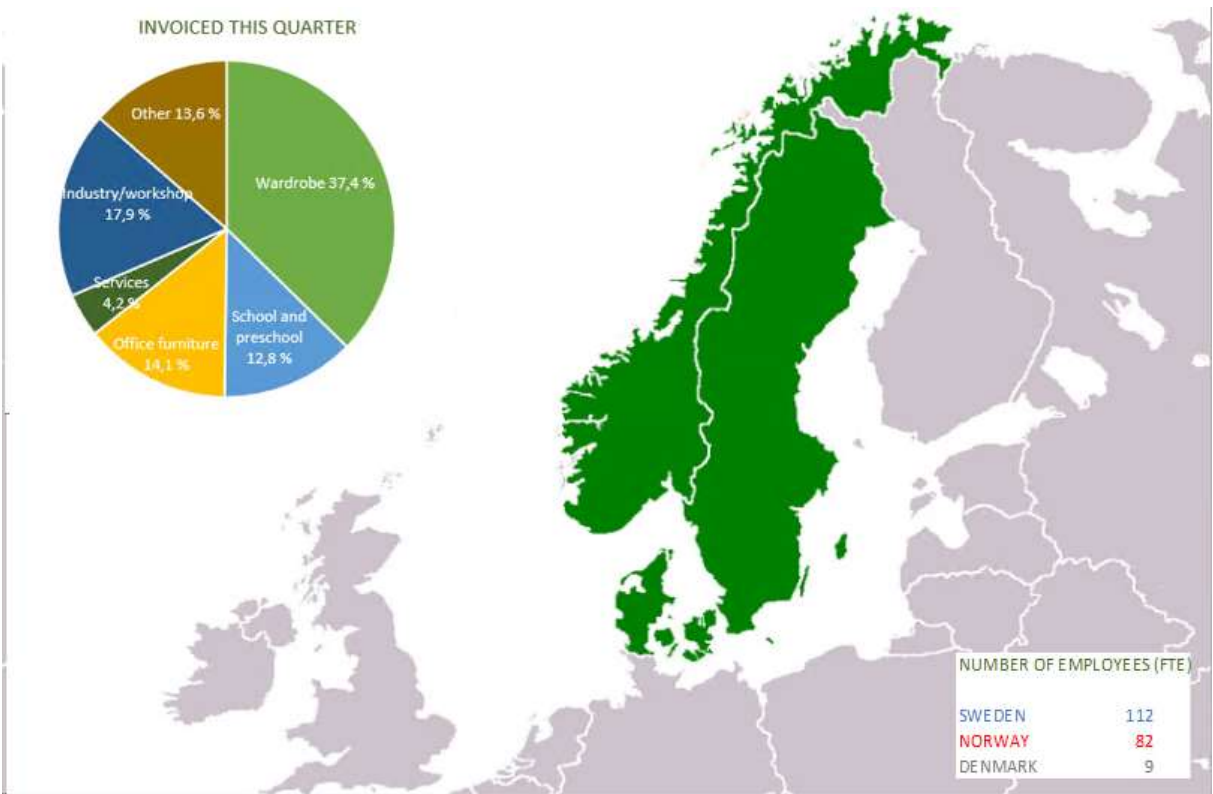 INVOICED THIS QUARTER
Other 13,6 %
Wardrobe 37,4 %
Industry/workshop
17,9 %
Services
4,2 %
School and
preschool
12,8 %
Office furniture
14,1 %
NUMBER OF EMPLOYEES (FTE)
SWEDEN 112
NORWAY 82
DENMARK 9